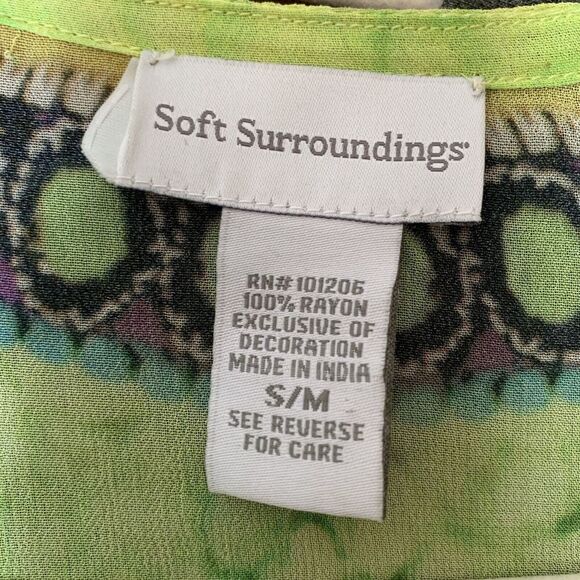 Soft Surroundings
RN# 101206
100% RAYON
EXCLUSIVE OF
DECORATION
MADE IN INDIA
S/M
SEE REVERSE
FOR CARE